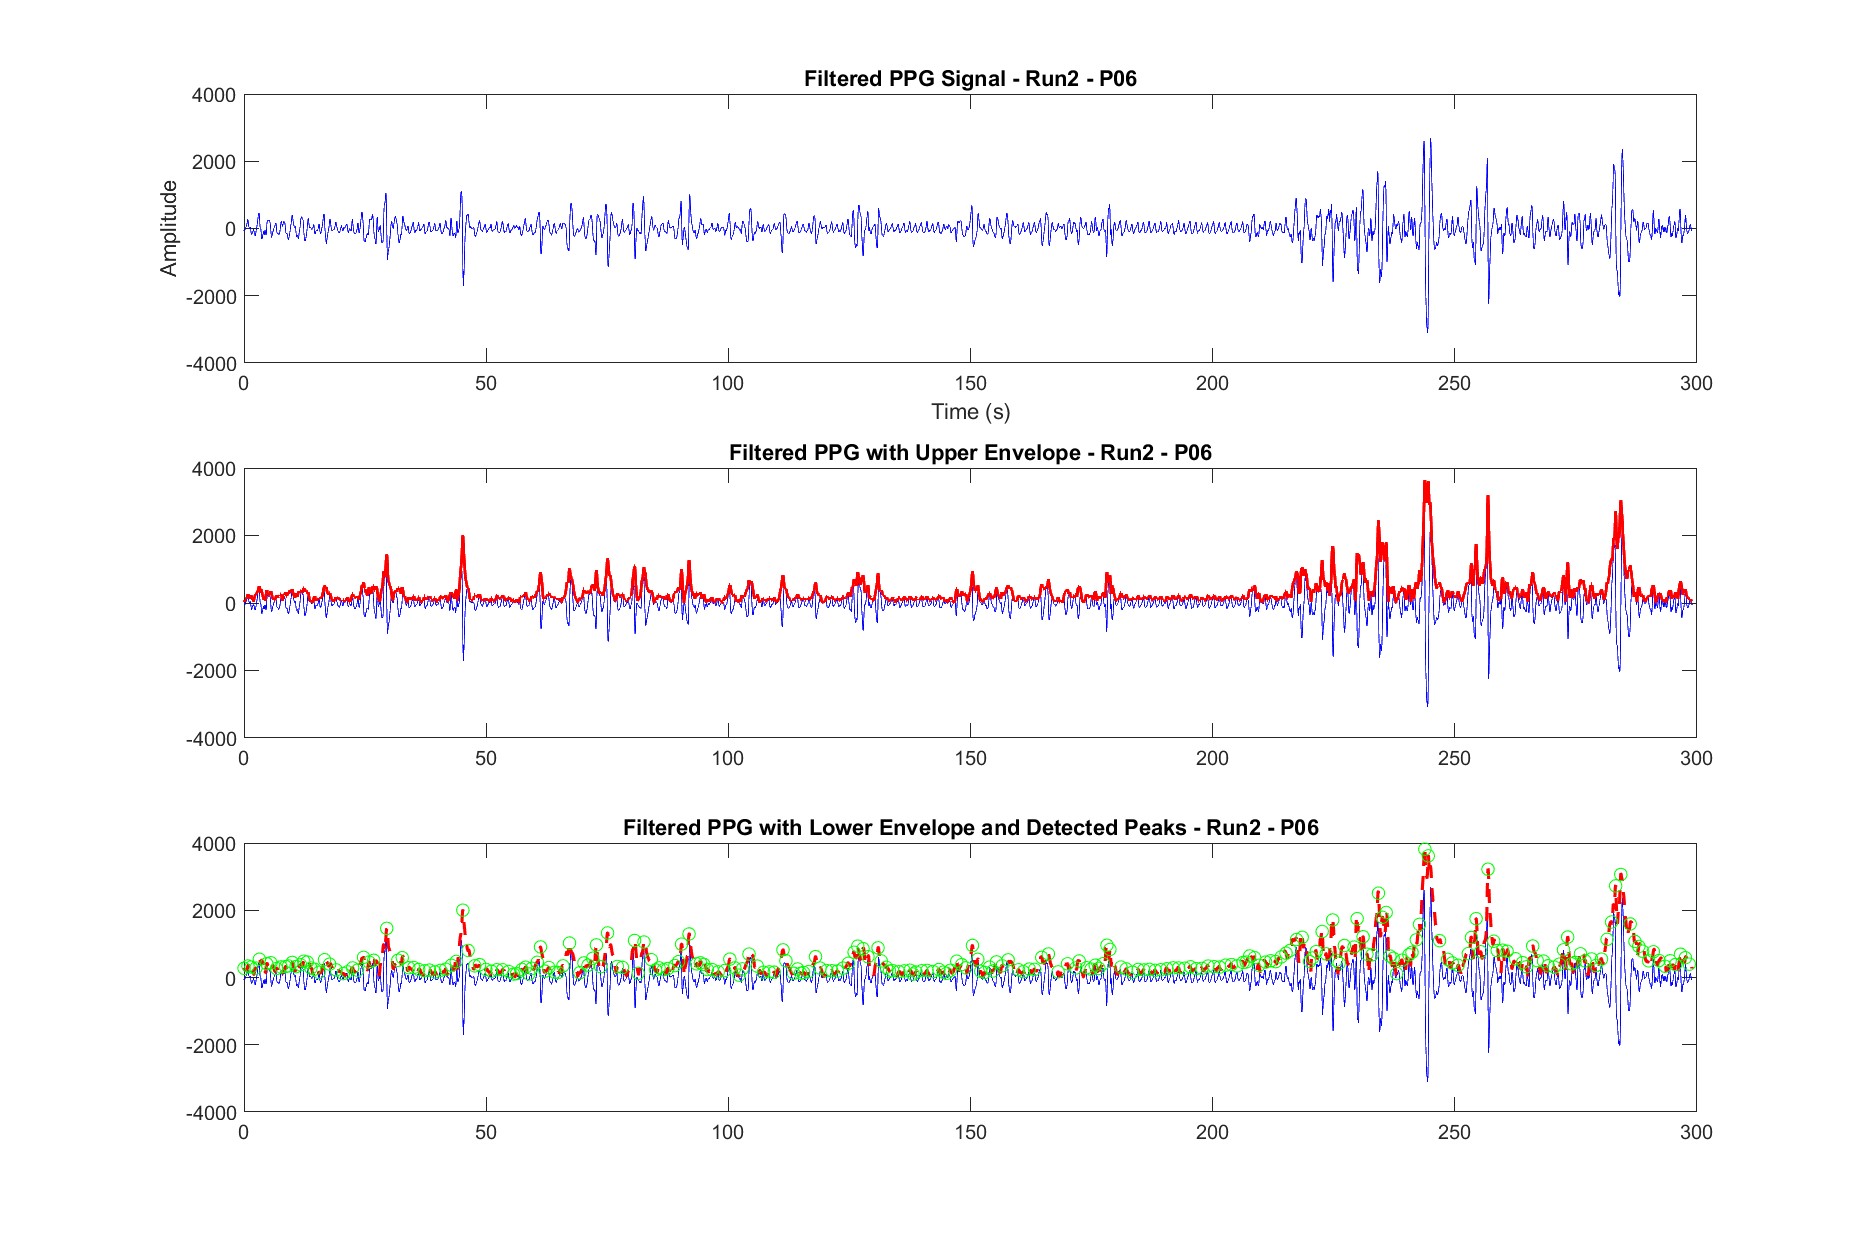 Filtered PPG Signal - Run2 - P06
4000
2000
0
-2000
-4000
Amplitude
0 50 100 150 200 250 300
Time (s)
Filtered PPG with Upper Envelope - Run2 - P06
4000
2000
0
-2000
-4000
0 50 100 150 200 250 300
Filtered PPG with Lower Envelope and Detected Peaks - Run2 - P06
4000
2000
0
-2000
-4000
0 50 100 150 200 250 300